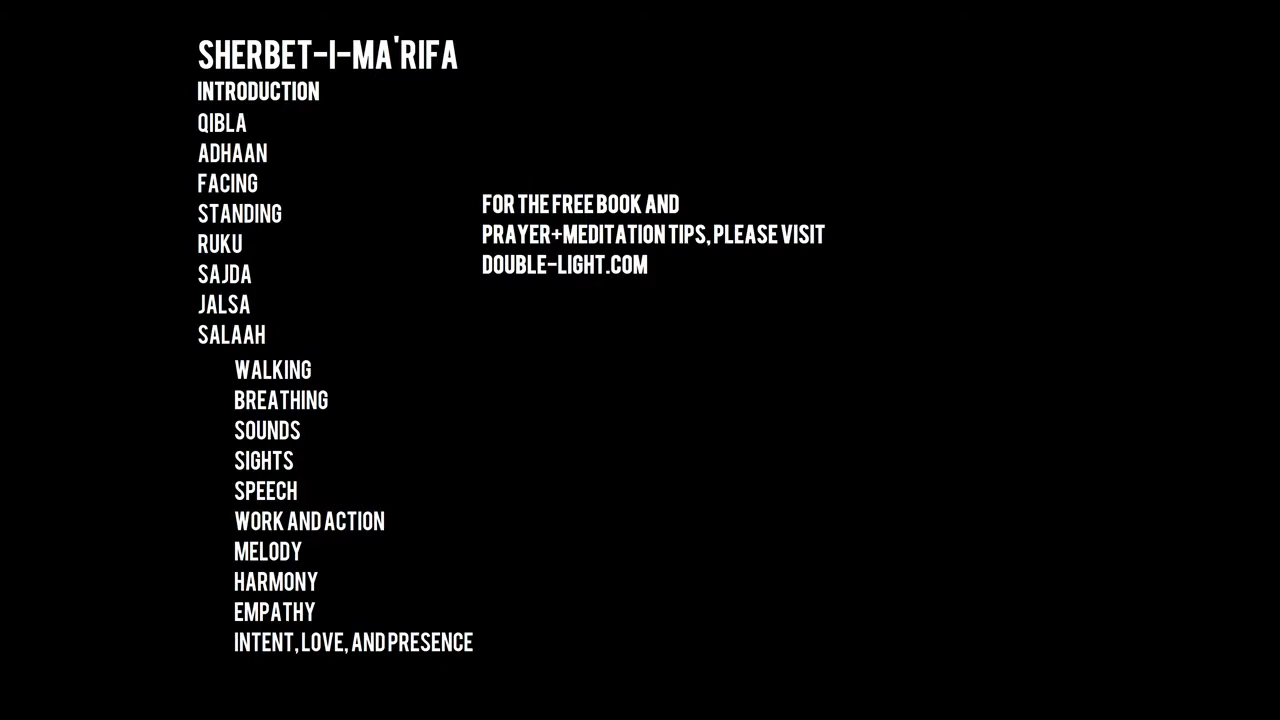 SHERBET-I-MA'RIFA
INTRODUCTION
QIBLA
ADHAAN
FACING
STANDING
RUKU
SAJDA
JALSA
SALAAH
WALKING
BREATHING
SOUNDS
SIGHTS
SPEECH
WORK AND ACTION
MELODY
HARMONY
EMPATHY
INTENT, LOVE, AND PRESENCE
FOR THE FREE BOOK AND
PRAYER+MEDITATION TIPS, PLEASE VISIT
DOUBLE-LIGHT.COM